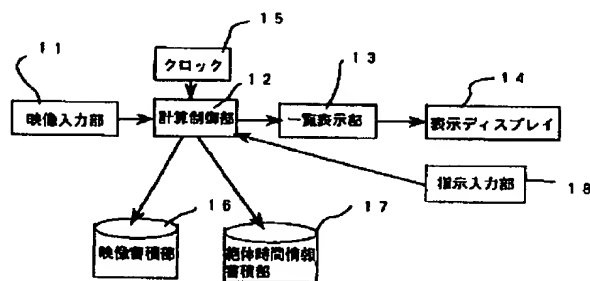 15
クロック
11
12
13
14
映像入力部
計算制御部
一覧表示部
表示ディスプレイ
指示入力部
18
16
17
映像蓄積部
絶体時間情報
蓄積部